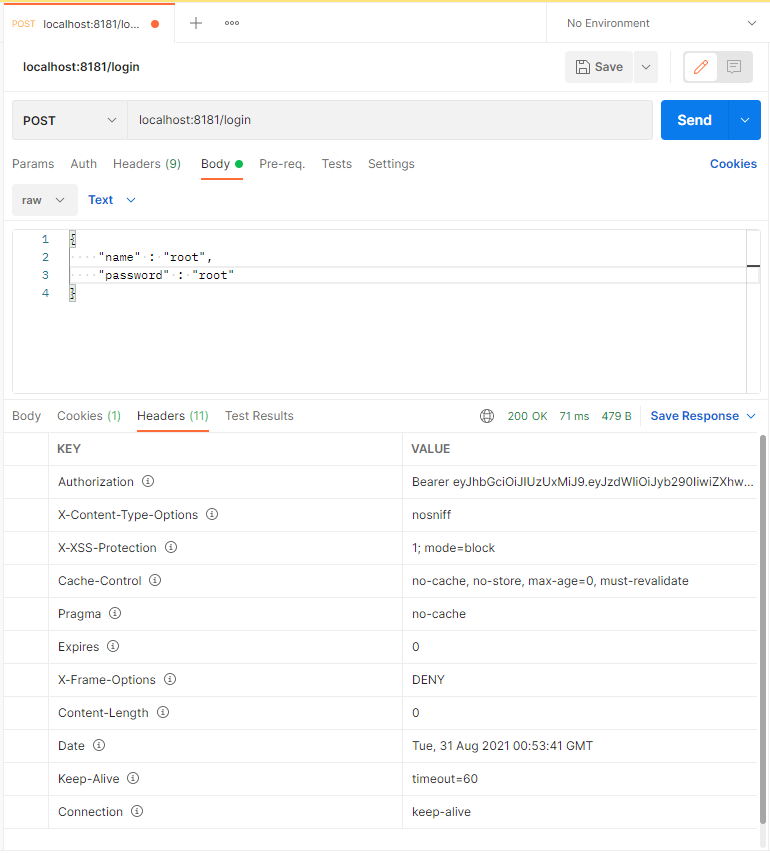 POST localhost:8181/lo... No Environment
localhost:8181/login Save
POST localhost:8181/login Send
Params Auth Headers (9) Body Pre-req. Tests Settings Cookies
raw Text
1 {
2 "name" : "root",
3 "password" : "root"
4 }
Body Cookies (1) Headers (11) Test Results 200 OK 71 ms 479 B Save Response
KEY VALUE
Authorization Bearer eyJhbGciOiJIUzUxMiJ9.eyJzdWIiOiJyb290IiwiZXhw...
X-Content-Type-Options nosniff
X-XSS-Protection 1; mode=block
Cache-Control no-cache, no-store, max-age=0, must-revalidate
Pragma no-cache
Expires 0
X-Frame-Options DENY
Content-Length 0
Date Tue, 31 Aug 2021 00:53:41 GMT
Keep-Alive timeout=60
Connection keep-alive